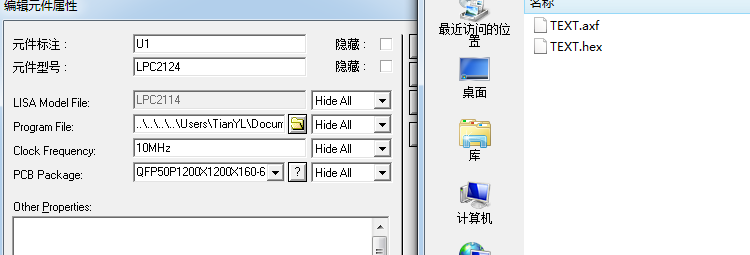 编辑元件属性
元件标注： U1 隐藏：
元件型号： LPC2124 隐藏：
LISA Model File: LPC2114 Hide All
Program File: ..\..\..\..\Users\TianYL\Docum Hide All
Clock Frequency: 10MHz Hide All
PCB Package: QFP50P1200X1200X160-6 ? Hide All
Other Properties:
最近访问的位
置
桌面
库
计算机
名称
TEXT.axf
TEXT.hex